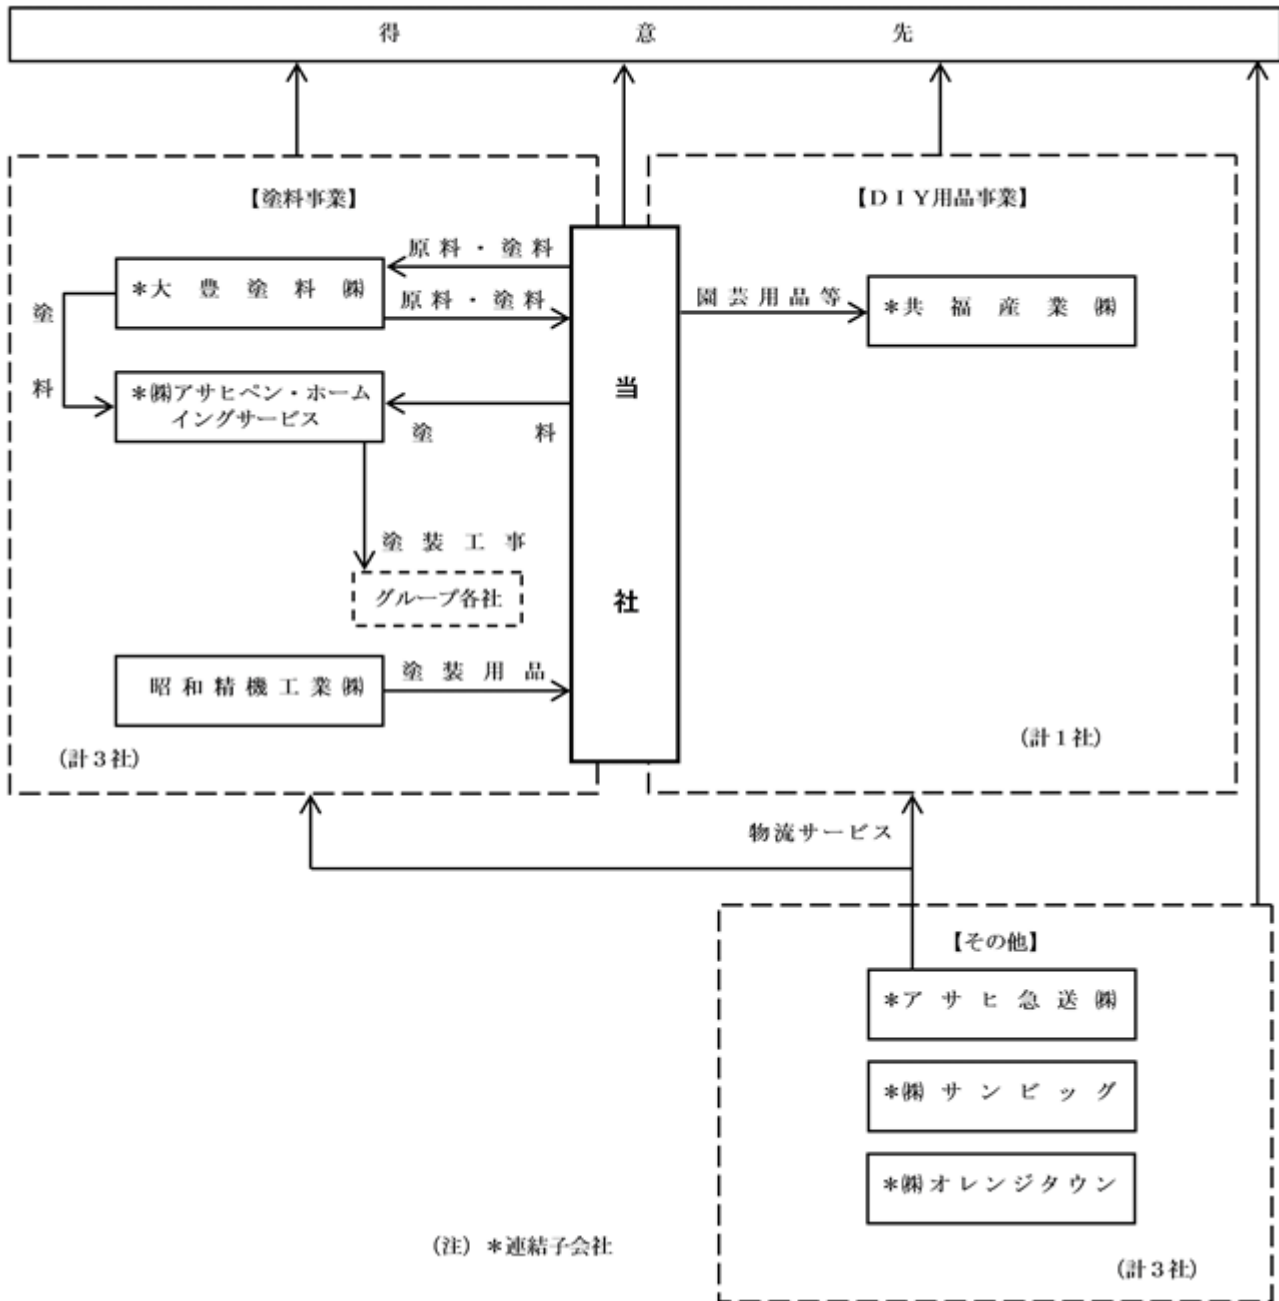 得意先
【塗料事業】
【DIY用品事業】
原料・塗料
*大豊塗料㈱
原料・塗料
園芸用品等
*共福産業㈱
塗料
*㈱アサヒペン・ホーム
イングサービス
塗料
当社
塗装工事
グループ各社
昭和精機工業㈱
塗装用品
(計3社)
(計1社)
物流サービス
【その他】
*アサヒ急送㈱
*㈱サンビッグ
*㈱オレンジタウン
(注)*連結子会社
(計3社)